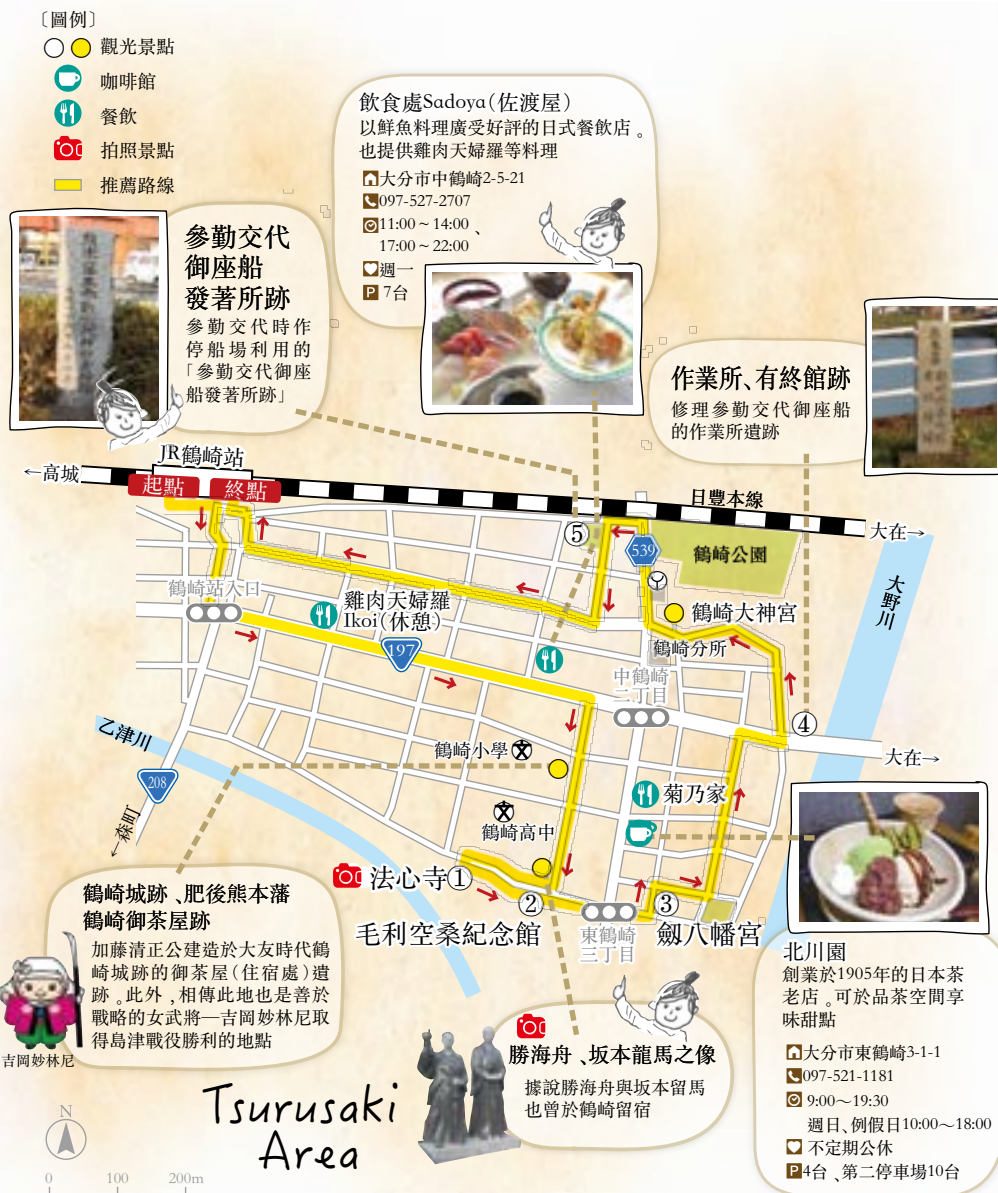 〔圖例〕
觀光景點
咖啡館
餐飲
拍照景點
推薦路線
飲食處Sadoya(佐渡屋)
以鮮魚料理廣受好評的日式餐飲店。
也提供雞肉天婦羅等料理
大分市中鶴崎2-5-21
097-527-2707
11:00～14:00、
17:00～22:00
週一
P 7台
參勤交代
御座船
發著所跡
參勤交代時作
停船場利用的
「參勤交代御座
船發著所跡」
作業所、有終館跡
修理參勤交代御座船
的作業所遺跡
JR鶴崎站
←高城
起點
終點
日豊本線
大在→
⑤
539
鶴崎公園
大野川
鶴崎站入口
雞肉天婦羅
Ikoi(休憩)
197
鶴崎大神宮
鶴崎分所
中鶴崎
二丁目
④
大在→
乙津川
208
←森町
鶴崎小學
菊乃家
鶴崎高中
法心寺①
②
毛利空桑紀念館
東鶴崎
三丁目
③
劔八幡宮
鶴崎城跡、肥後熊本藩
鶴崎御茶屋跡
加藤清正公建造於大友時代鶴
崎城跡的御茶屋(住宿處)遺
跡。此外,相傳此地也是善於
戰略的女武將—吉岡妙林尼取
得島津戰役勝利的地點
吉岡妙林尼
勝海舟、坂本龍馬之像
據說勝海舟與坂本留馬
也曾於鶴崎留宿
北川園
創業於1905年的日本茶
老店。可於品茶空間享
味甜點
大分市東鶴崎3-1-1
097-521-1181
9:00～19:30
週日、例假日10:00～18:00
不定期公休
P 4台、第二停車場10台
Tsurusaki
Area
N
0 100 200m